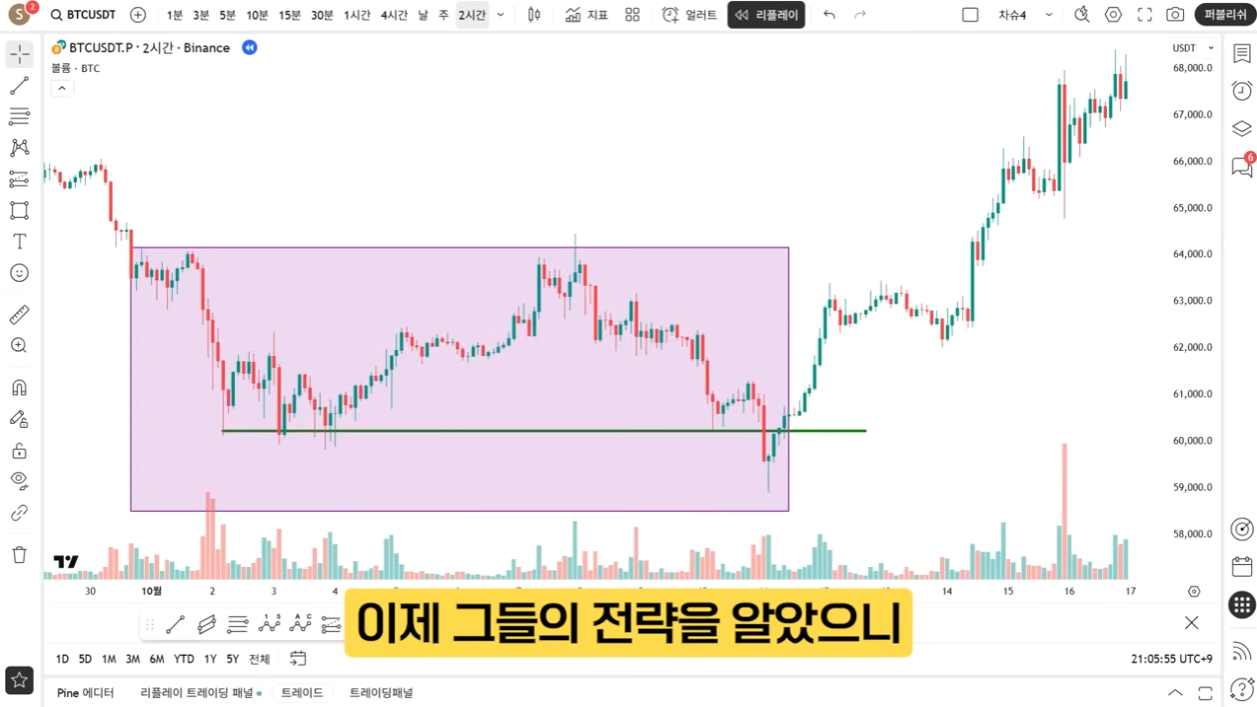 S 2 BTCUSDT 1분 3분 5분 10분 15분 30분 1시간 4시간 날 주 2시간 지표 얼러트 리플레이 차슈4 퍼블리쉬
BTCUSDT.P · 2시간 · Binance
볼륨 · BTC
USDT
68,000.0
67,000.0
66,000.0
65,000.0
64,000.0
63,000.0
62,000.0
61,000.0
60,000.0
59,000.0
58,000.0
6
30 10월 2 3 4 14 15 16 17
이제 그들의 전략을 알았으니
1D 5D 1M 3M 6M YTD 1Y 5Y 전체 21:05:55 UTC+9
Pine 에디터 리플레이 트레이딩 패널 트레이드 트레이딩패널